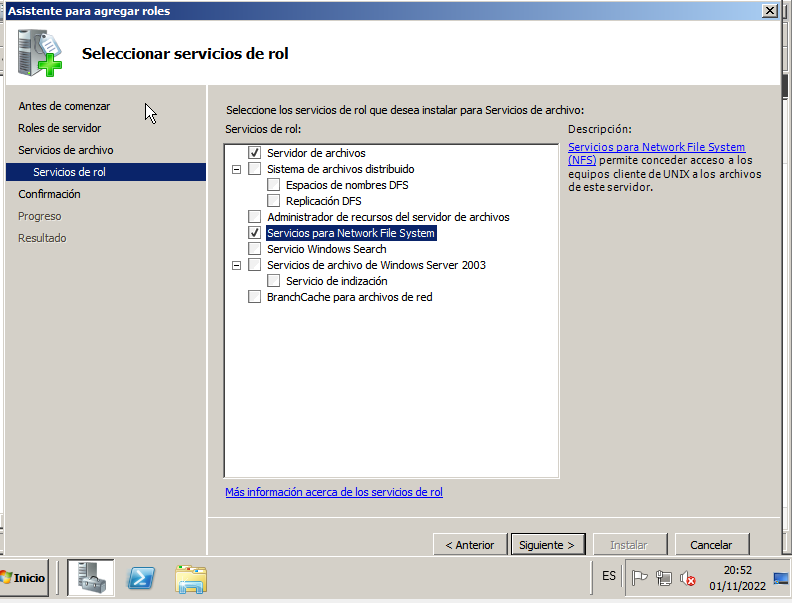 Asistente para agregar roles
Seleccionar servicios de rol
Antes de comenzar
Roles de servidor
Servicios de archivo
Servicios de rol
Confirmación
Progreso
Resultado
Seleccione los servicios de rol que desea instalar para Servicios de archivo:
Servicios de rol:
Servidor de archivos
Sistema de archivos distribuido
Espacios de nombres DFS
Replicación DFS
Administrador de recursos del servidor de archivos
Servicios para Network File System
Servicio Windows Search
Servicios de archivo de Windows Server 2003
Servicio de indización
BranchCache para archivos de red
Más información acerca de los servicios de rol
Descripción:
Servicios para Network File System
(NFS) permite conceder acceso a los
equipos cliente de UNIX a los archivos
de este servidor.
< Anterior
Siguiente >
Instalar
Cancelar
Inicio
ES
20:52
01/11/2022